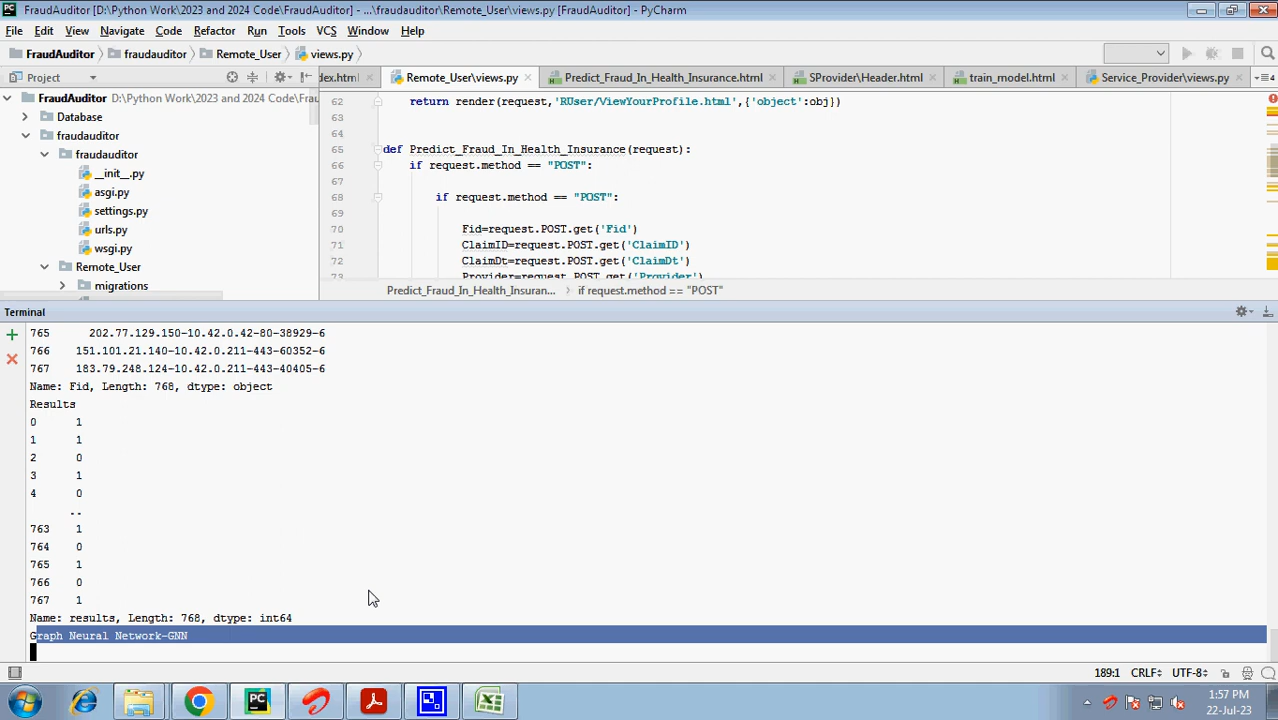 FraudAuditor [D:\Python Work\2023 and 2024 Code\FraudAuditor] - ...\fraudauditor\Remote_User\views.py [FraudAuditor] - PyCharm
File Edit View Navigate Code Refactor Run Tools VCS Window Help
FraudAuditor fraudauditor Remote_User views.py
Project
dex.html Remote_User\views.py Predict_Fraud_In_Health_Insurance.html SProvider\Header.html train_model.html Service_Provider\views.py
FraudAuditor D:\Python Work\2023 and 2024 Code\Frau
Database
fraudauditor
fraudauditor
__init__.py
asgi.py
settings.py
urls.py
wsgi.py
Remote_User
migrations
62 return render(request,'RUser/ViewYourProfile.html',{'object':obj})
63
64
65 def Predict_Fraud_In_Health_Insurance(request):
66 if request.method == "POST":
67
68 if request.method == "POST":
69
70 Fid=request.POST.get('Fid')
71 ClaimID=request.POST.get('ClaimID')
72 ClaimDt=request.POST.get('ClaimDt')
73 Provider=request.POST.get('Provider')
Predict_Fraud_In_Health_Insuran... if request.method == "POST"
Terminal
765 202.77.129.150-10.42.0.42-80-38929-6
766 151.101.21.140-10.42.0.211-443-60352-6
767 183.79.248.124-10.42.0.211-443-40405-6
Name: Fid, Length: 768, dtype: object
Results
0 1
1 1
2 0
3 1
4 0
..
763 1
764 0
765 1
766 0
767 1
Name: results, Length: 768, dtype: int64
Graph Neural Network-GNN
189:1 CRLF UTF-8
1:57 PM
22-Jul-23